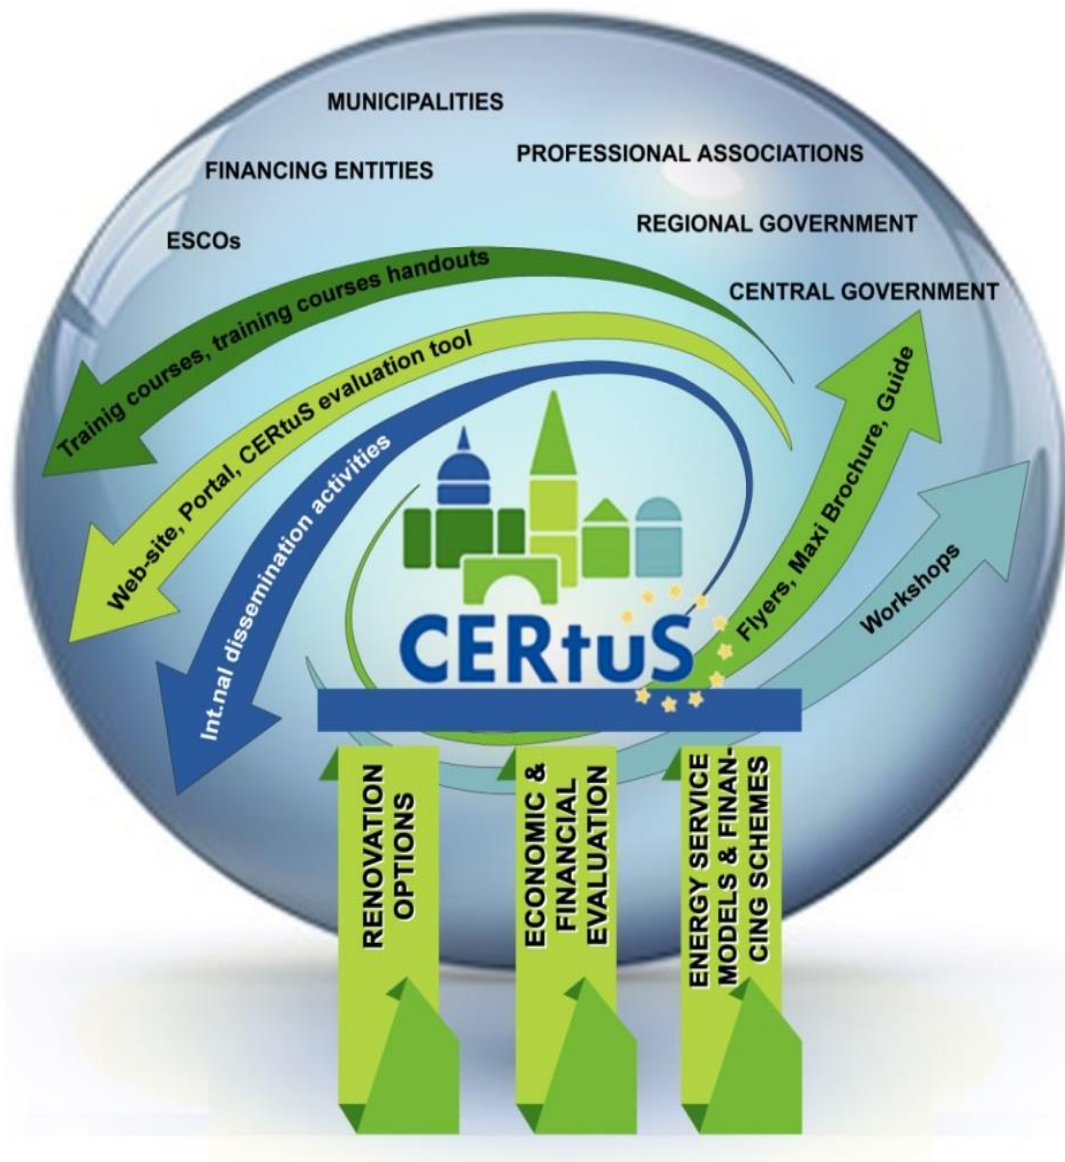 MUNICIPALITIES
PROFESSIONAL ASSOCIATIONS
FINANCING ENTITIES
REGIONAL GOVERNMENT
ESCOs
CENTRAL GOVERNMENT
Trainig courses, training courses handouts
Web-site, Portal, CERtuS evaluation tool
Int.nal dissemination activities
Flyers, Maxi Brochure, Guide
Workshops
CERtuS
RENOVATION
OPTIONS
ECONOMIC &
FINANCIAL
EVALUATION
ENERGY SERVICE
MODELS & FINAN-
CING SCHEMES